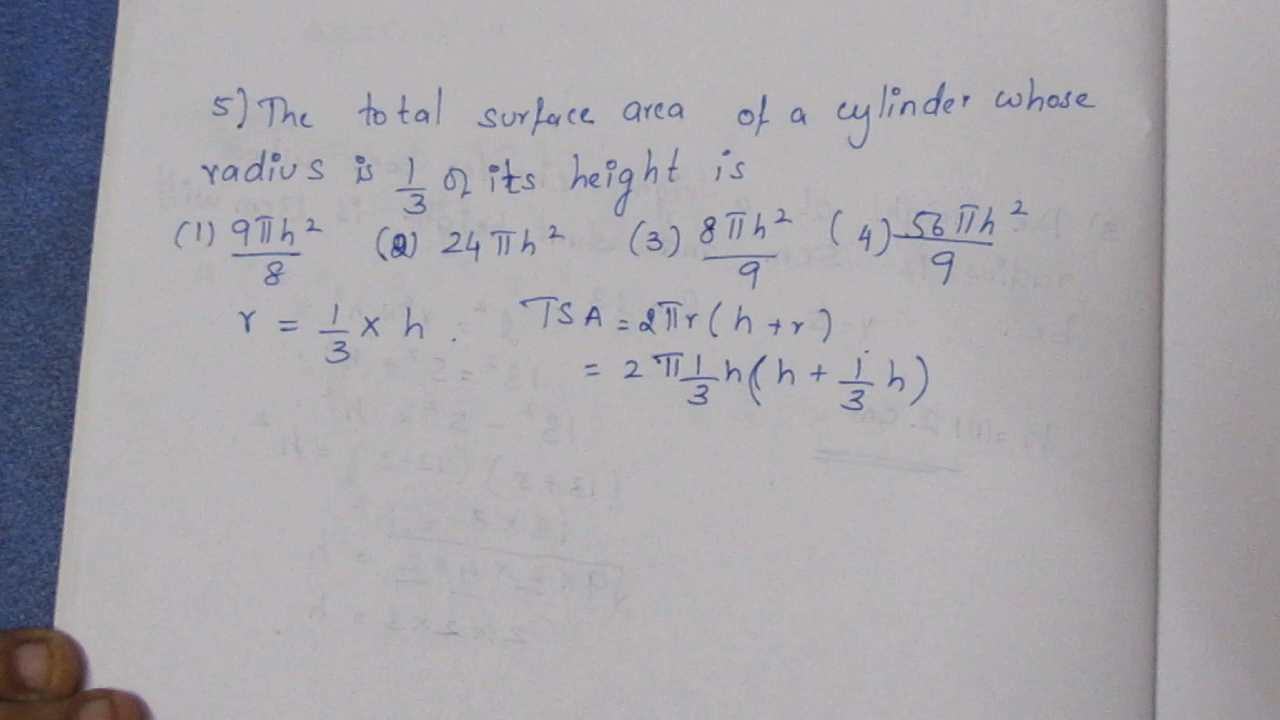 5) The total surface area of a cylinder whose
radius is 1/3 of its height is
(1) 9πh²/8 (2) 24πh² (3) 8πh²/9 (4) 56πh²/9
r = 1/3 × h. TSA = 2πr(h+r)
= 2π 1/3 h(h + 1/3 h)